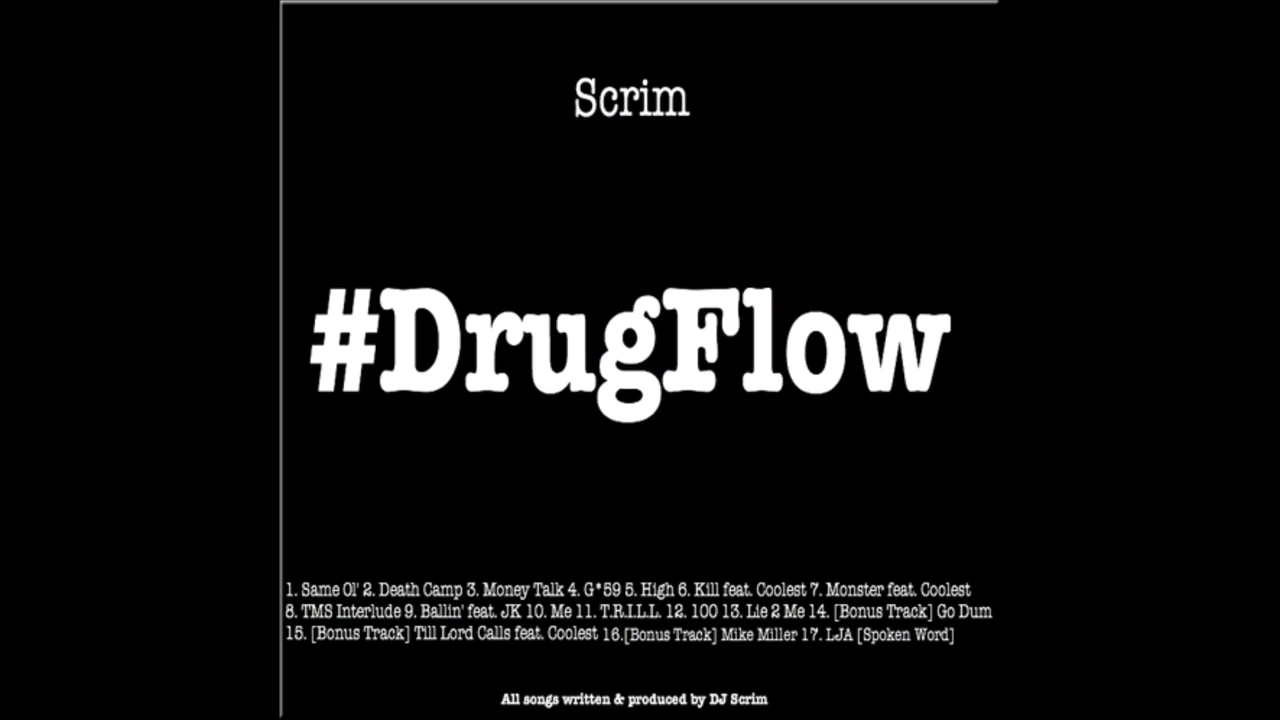 Scrim
#DrugFlow
1. Same Ol' 2. Death Camp 3. Money Talk 4. G*59 5. High 6. Kill feat. Coolest 7. Monster feat. Coolest
8. TMS Interlude 9. Ballin' feat. JK 10. Me 11. T.R.I.L.L. 12. 100 13. Lie 2 Me 14. [Bonus Track] Go Dum
15. [Bonus Track] Till Lord Calls feat. Coolest 16.[Bonus Track] Mike Miller 17. LJA [Spoken Word]
All songs written & produced by DJ Scrim